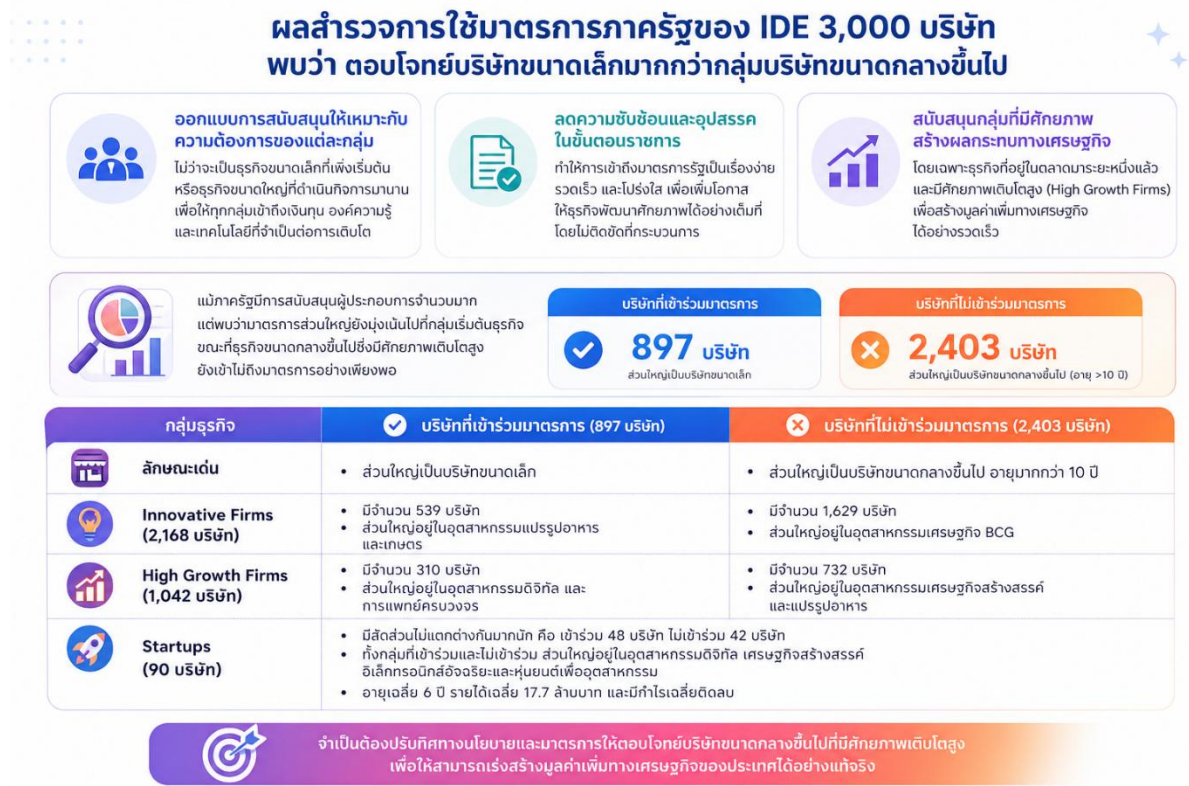 ผลสำรวจการใช้มาตรการภาครัฐของ IDE 3,000 บริษัท
พบว่า ตอบโจทย์บริษัทขนาดเล็กมากกว่ากลุ่มบริษัทขนาดกลางขึ้นไป
ออกแบบการสนับสนุนให้เหมาะกับ
ความต้องการของแต่ละกลุ่ม
ไม่ว่าจะเป็นธุรกิจขนาดเล็กที่เพิ่งเริ่มต้น
หรือธุรกิจขนาดใหญ่ที่ดำเนินกิจการมานาน
เพื่อให้ทุกกลุ่มเข้าถึงเงินทุน องค์ความรู้
และเทคโนโลยีที่จำเป็นต่อการเติบโต
ลดความซับซ้อนและอุปสรรค
ในขั้นตอนราชการ
ทำให้การเข้าถึงมาตรการรัฐเป็นเรื่องง่าย
รวดเร็ว และโปร่งใส เพื่อเพิ่มโอกาส
ให้ธุรกิจพัฒนาศักยภาพได้อย่างเต็มที่
โดยไม่ติดขัดที่กระบวนการ
สนับสนุนกลุ่มที่มีศักยภาพ
สร้างผลกระทบทางเศรษฐกิจ
โดยเฉพาะธุรกิจที่อยู่ในตลาดมาระยะหนึ่งแล้ว
และมีศักยภาพเติบโตสูง (High Growth Firms)
เพื่อสร้างมูลค่าเพิ่มทางเศรษฐกิจ
ได้อย่างรวดเร็ว
แม้ภาครัฐมีการสนับสนุนผู้ประกอบการจำนวนมาก
แต่พบว่ามาตรการส่วนใหญ่ยังมุ่งเน้นไปที่กลุ่มเริ่มต้นธุรกิจ
ขณะที่ธุรกิจขนาดกลางขึ้นไปซึ่งมีศักยภาพเติบโตสูง
ยังเข้าไม่ถึงมาตรการอย่างเพียงพอ
บริษัทที่เข้าร่วมมาตรการ
897 บริษัท
ส่วนใหญ่เป็นบริษัทขนาดเล็ก
บริษัทที่ไม่เข้าร่วมมาตรการ
2,403 บริษัท
ส่วนใหญ่เป็นบริษัทขนาดกลางขึ้นไป (อายุ >10 ปี)
กลุ่มธุรกิจ
บริษัทที่เข้าร่วมมาตรการ (897 บริษัท)
บริษัทที่ไม่เข้าร่วมมาตรการ (2,403 บริษัท)
ลักษณะเด่น
• ส่วนใหญ่เป็นบริษัทขนาดเล็ก
• ส่วนใหญ่เป็นบริษัทขนาดกลางขึ้นไป อายุมากกว่า 10 ปี
Innovative Firms
(2,168 บริษัท)
• มีจำนวน 539 บริษัท
• ส่วนใหญ่อยู่ในอุตสาหกรรมแปรรูปอาหาร
และเกษตร
• มีจำนวน 1,629 บริษัท
• ส่วนใหญ่อยู่ในอุตสาหกรรมเศรษฐกิจ BCG
High Growth Firms
(1,042 บริษัท)
• มีจำนวน 310 บริษัท
• ส่วนใหญ่อยู่ในอุตสาหกรรมดิจิทัล และ
การแพทย์ครบวงจร
• มีจำนวน 732 บริษัท
• ส่วนใหญ่อยู่ในอุตสาหกรรมเศรษฐกิจสร้างสรรค์
และแปรรูปอาหาร
Startups
(90 บริษัท)
• มีสัดส่วนไม่แตกต่างกันมากนัก คือ เข้าร่วม 48 บริษัท ไม่เข้าร่วม 42 บริษัท
• ทั้งกลุ่มที่เข้าร่วมและไม่เข้าร่วม ส่วนใหญ่อยู่ในอุตสาหกรรมดิจิทัล เศรษฐกิจสร้างสรรค์
อิเล็กทรอนิกส์อัจฉริยะและหุ่นยนต์เพื่ออุตสาหกรรม
• อายุเฉลี่ย 6 ปี รายได้เฉลี่ย 17.7 ล้านบาท และมีกำไรเฉลี่ยติดลบ
จำเป็นต้องปรับทิศทางนโยบายและมาตรการให้ตอบโจทย์บริษัทขนาดกลางขึ้นไปที่มีศักยภาพเติบโตสูง
เพื่อให้สามารถเร่งสร้างมูลค่าเพิ่มทางเศรษฐกิจของประเทศได้อย่างแท้จริง